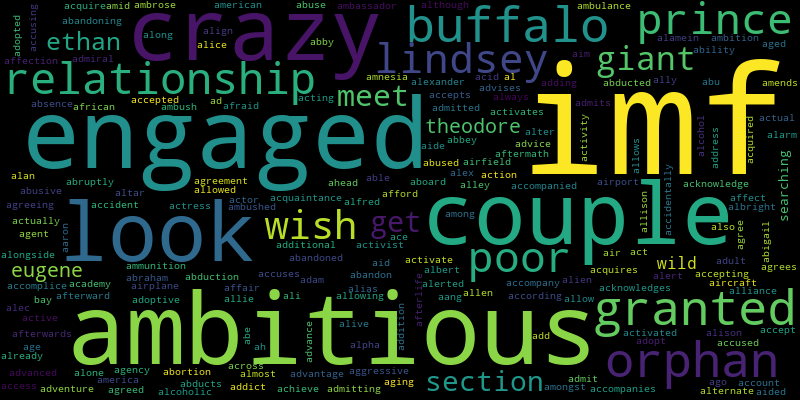 acquire amid ambrose american abuse ambassador although ambulance
abandoning crazy buffalo prince
adopted accusing along align alice abby
ethan lindsey alamein ambition aged
affection admiral giant aim ability
relationship amnesia alexander acid al adding abducted ally abu amends
absence african accepted ad acting meet accepts advises always admits
ambush afraid admitted activates imf
engaged theodore alter activity alcohol address acquired actual alarm
aide abbey advice aftermath allows
alan abruptly agreement ahead able abused airfield searching
abusive altar allowed aboard alex action airport acknowledge
agreeing actress actor acquaintance afford alley accompanied affect
accident ambushed alfred among couple allison accidentally albright
actually look wish get also
agent aaron additional activist ace agree abigail
alongside abandoned aid poor air act
eugene ammunition accuses abandon activate albert accompany alien acquires wild adult agrees
accomplice academy abraham abduction adam alerted alert accepting
afterward airplane affair alias acknowledges aircraft
bay adoptive allie ali allowing aang allen according allow alliance
alec ambitious afterlife granted
active abe advance alive addition
afterwards ah alpha add activated alison accept
age adopt accused
already across orphan
advanced alone agency abortion almost advantage aggressive
access america abducts addict aging section admit ago account
adventure agreed alcoholic achieve admitting amongst accompanies alternate aided